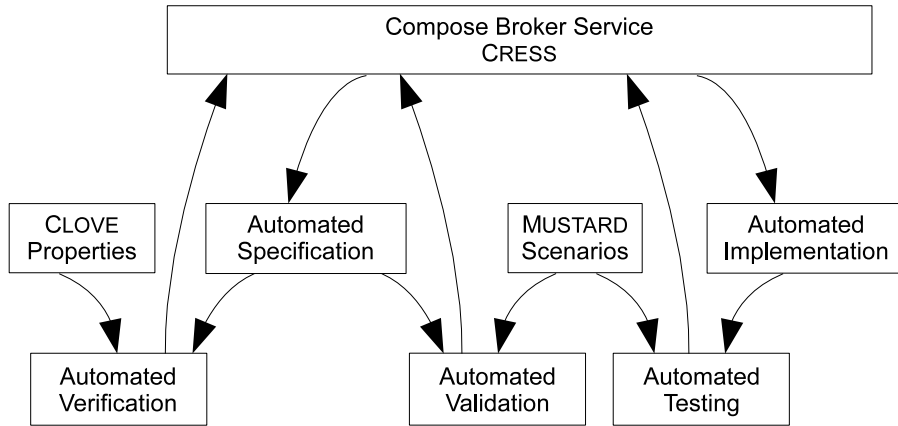 Compose Broker Service
CRESS
CLOVE
Properties
Automated
Specification
MUSTARD
Scenarios
Automated
Implementation
Automated
Verification
Automated
Validation
Automated
Testing